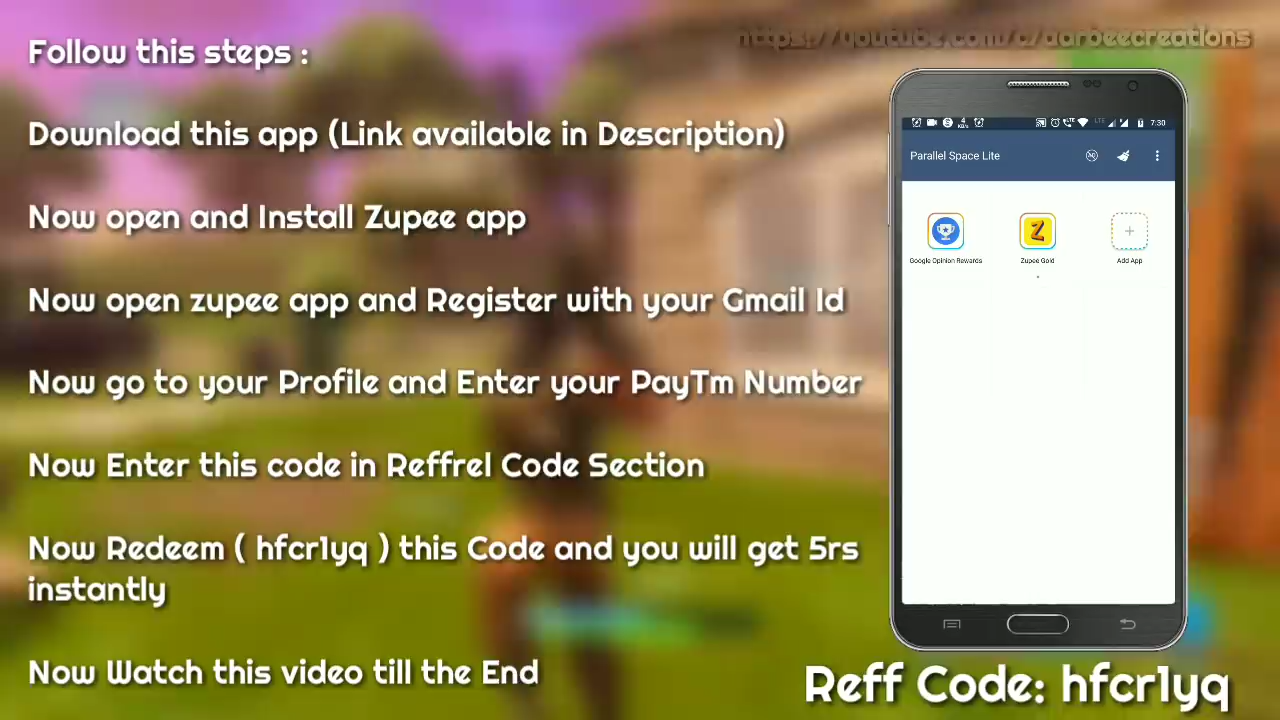 https://youtube.com/c/darbeecreations
Follow this steps :
Download this app (Link available in Description)
Now open and Install Zupee app
Now open zupee app and Register with your Gmail Id
Now go to your Profile and Enter your PayTm Number
Now Enter this code in Reffrel Code Section
Now Redeem ( hfcr1yq ) this Code and you will get 5rs
instantly
Now Watch this video till the End
7:30
Parallel Space Lite
Google Opinion Rewards
Zupee Gold
Add App
Reff Code: hfcr1yq